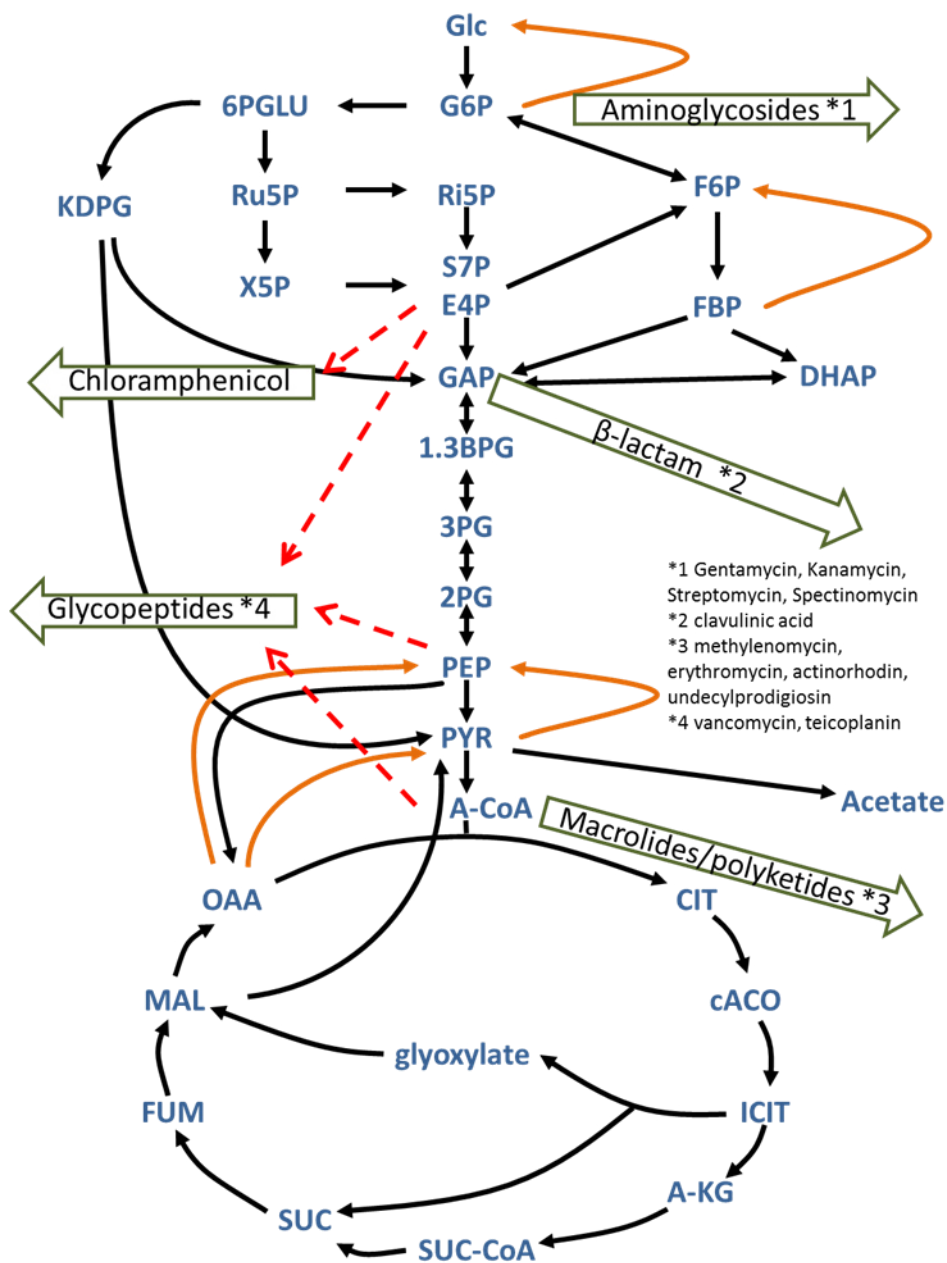 Glc
6PGLU
G6P
Aminoglycosides *1
KDPG
Ru5P
Ri5P
F6P
S7P
X5P
E4P
FBP
Chloramphenicol
GAP
DHAP
1.3BPG
β-lactam *2
3PG
2PG
Glycopeptides *4
*1 Gentamycin, Kanamycin,
Streptomycin, Spectinomycin
*2 clavulinic acid
*3 methylenomycin,
erythromycin, actinorhodin,
undecylprodigiosin
*4 vancomycin, teicoplanin
PEP
PYR
A-CoA
Acetate
Macrolides/polyketides *3
OAA
CIT
MAL
cACO
glyoxylate
FUM
ICIT
A-KG
SUC
SUC-CoA